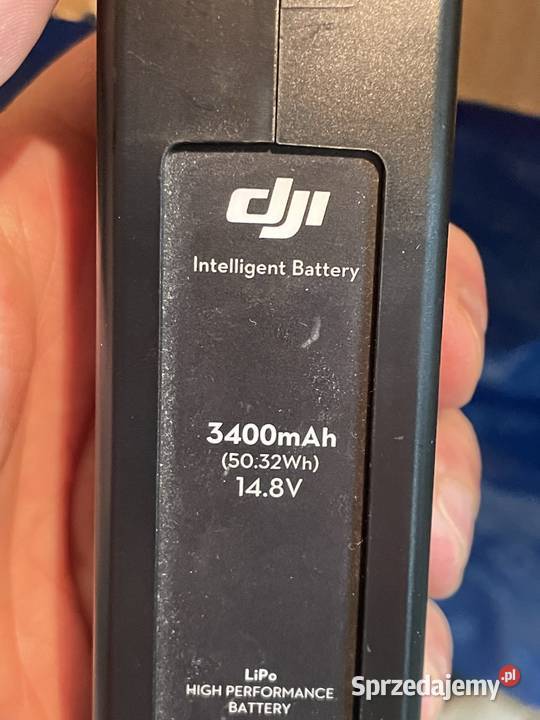 dji
Intelligent Battery
3400mAh
(50.32Wh)
14.8V
LiPo
HIGH PERFORMANCE
BATTERY
Sprzedajemy.pl